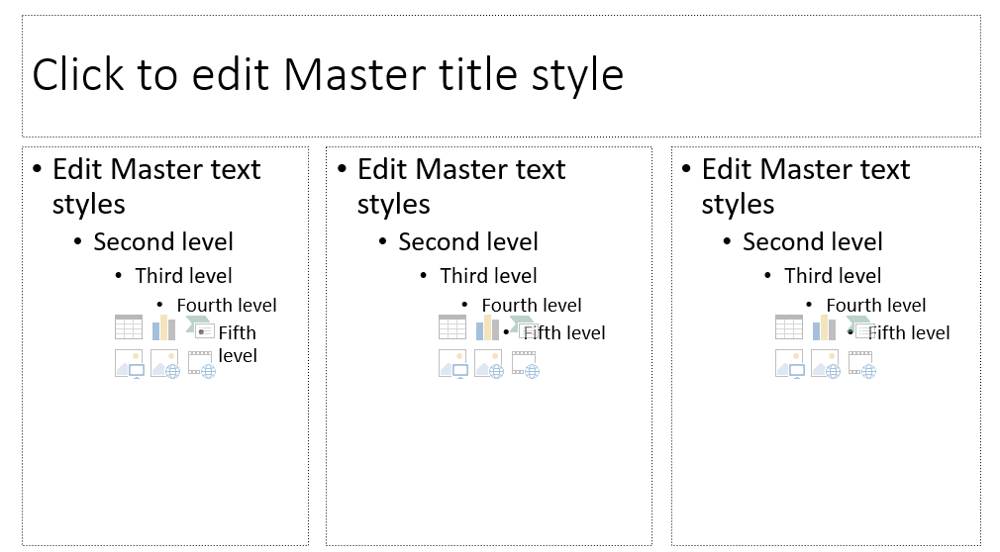 Click to edit Master title style
• Edit Master text
styles
• Second level
• Third level
• Fourth level
• Fifth
level
• Edit Master text
styles
• Second level
• Third level
• Fourth level
• Fifth level
• Edit Master text
styles
• Second level
• Third level
• Fourth level
• Fifth level